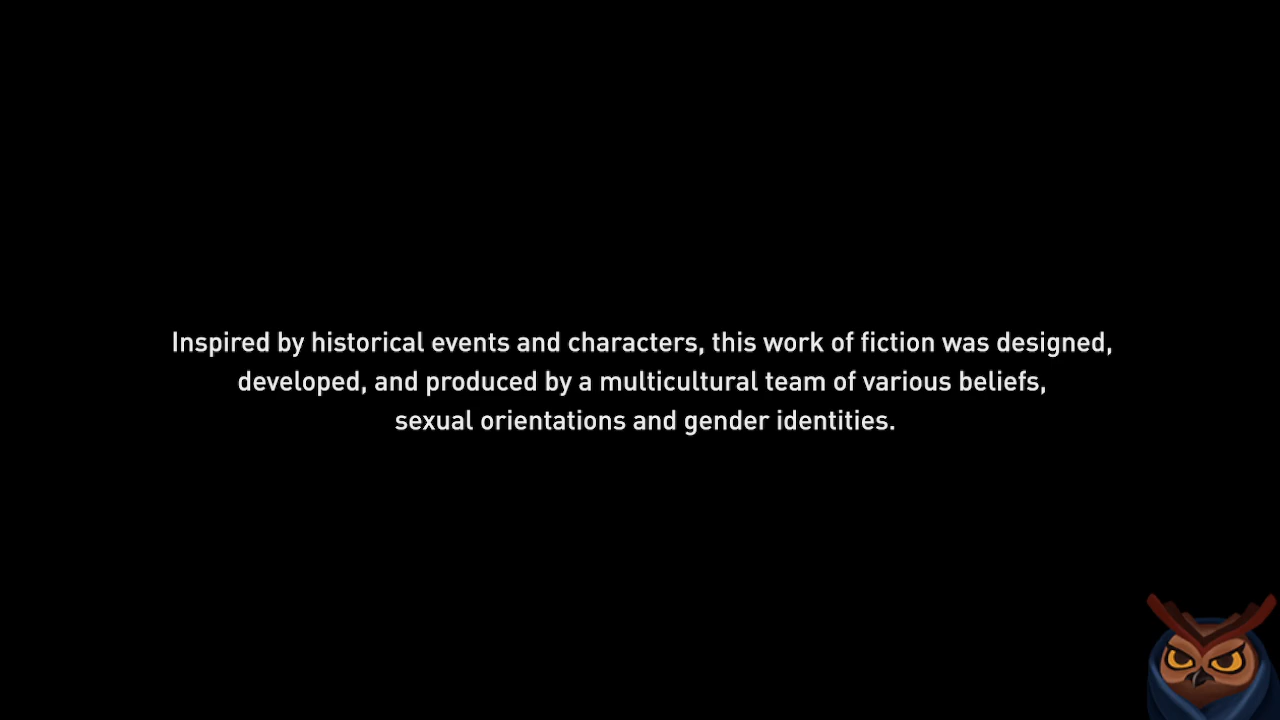 Inspired by historical events and characters, this work of fiction was designed,
developed, and produced by a multicultural team of various beliefs,
sexual orientations and gender identities.